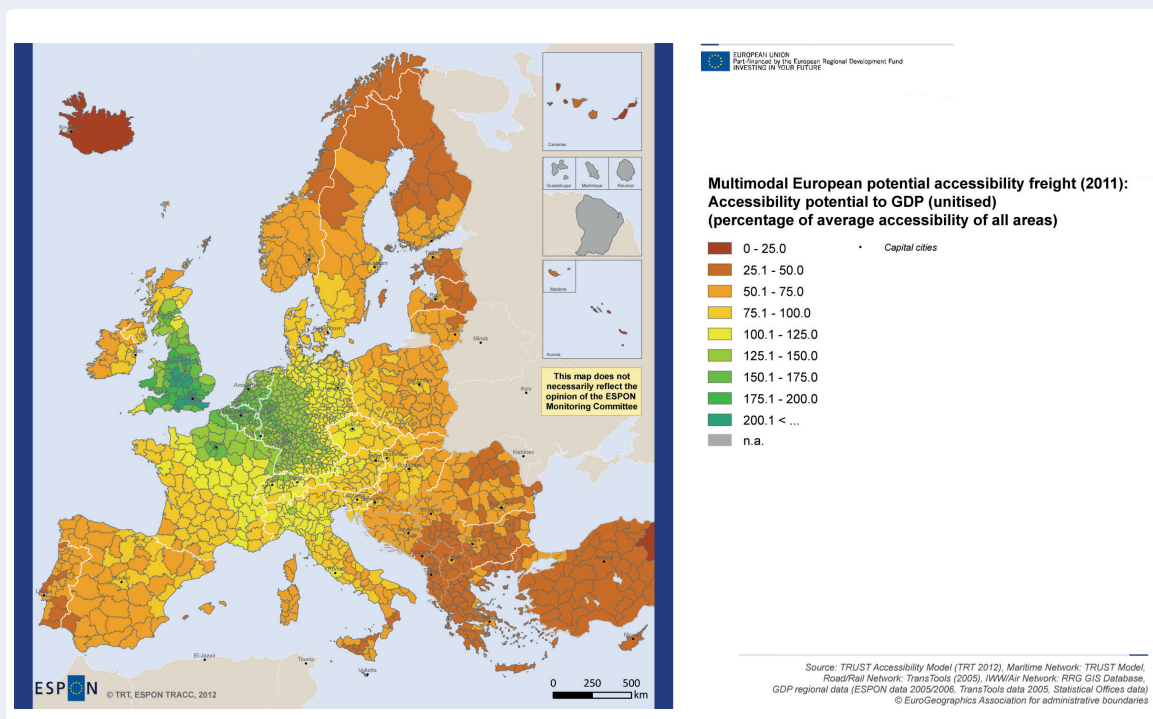 EUROPEAN UNION
Part-financed by the European Regional Development Fund
INVESTING IN YOUR FUTURE
Multimodal European potential accessibility freight (2011):
Accessibility potential to GDP (unitised)
(percentage of average accessibility of all areas)
0 - 25.0
25.1 - 50.0
50.1 - 75.0
75.1 - 100.0
100.1 - 125.0
125.1 - 150.0
150.1 - 175.0
175.1 - 200.0
200.1 < ...
n.a.
Capital cities
Canarias
Guadeloupe Martinique Réunion
Madeira
Acores
This map does not
necessarily reflect the
opinion of the ESPON
Monitoring Committee
Minsk
Kyiv
Kishinev
Dublin
El-Jazair
Tounis
Valletta
ESPON
© TRT, ESPON TRACC, 2012
0 250 500
km
Source: TRUST Accessibility Model (TRT 2012), Maritime Network: TRUST Model,
Road/Rail Network: TransTools (2005), IWW/Air Network: RRG GIS Database,
GDP regional data (ESPON data 2005/2006, TransTools data 2005, Statistical Offices data)
© EuroGeographics Association for administrative boundaries